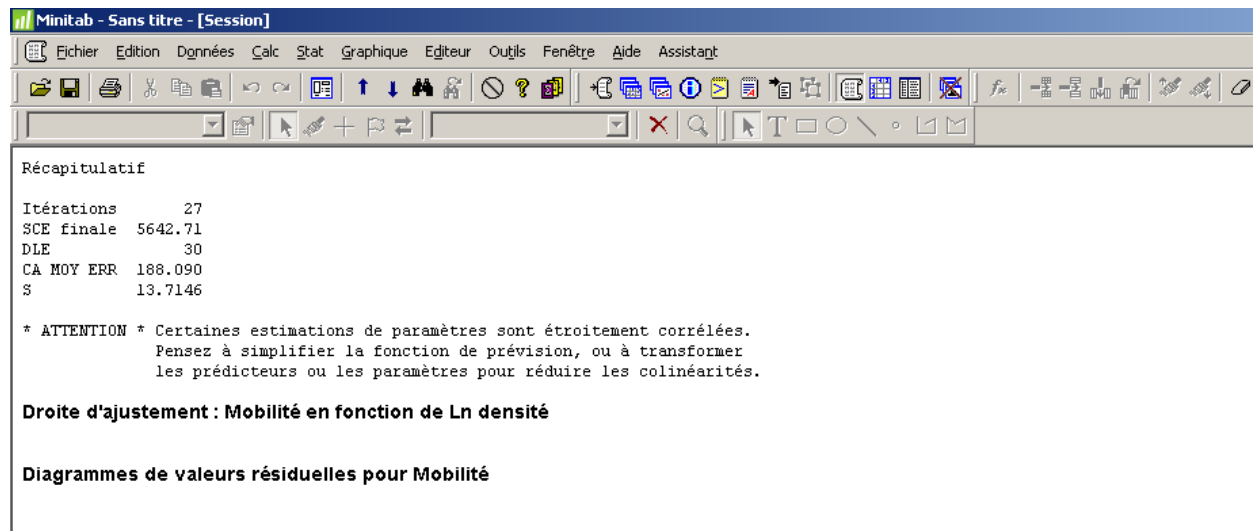 Minitab - Sans titre - [Session]
Fichier Edition Données Calc Stat Graphique Editeur Outils Fenêtre Aide Assistant
Récapitulatif
Itérations 27
SCE finale 5642.71
DLE 30
CA MOY ERR 188.090
S 13.7146
* ATTENTION * Certaines estimations de paramètres sont étroitement corrélées.
Pensez à simplifier la fonction de prévision, ou à transformer
les prédicteurs ou les paramètres pour réduire les colinéarités.
Droite d'ajustement : Mobilité en fonction de Ln densité
Diagrammes de valeurs résiduelles pour Mobilité